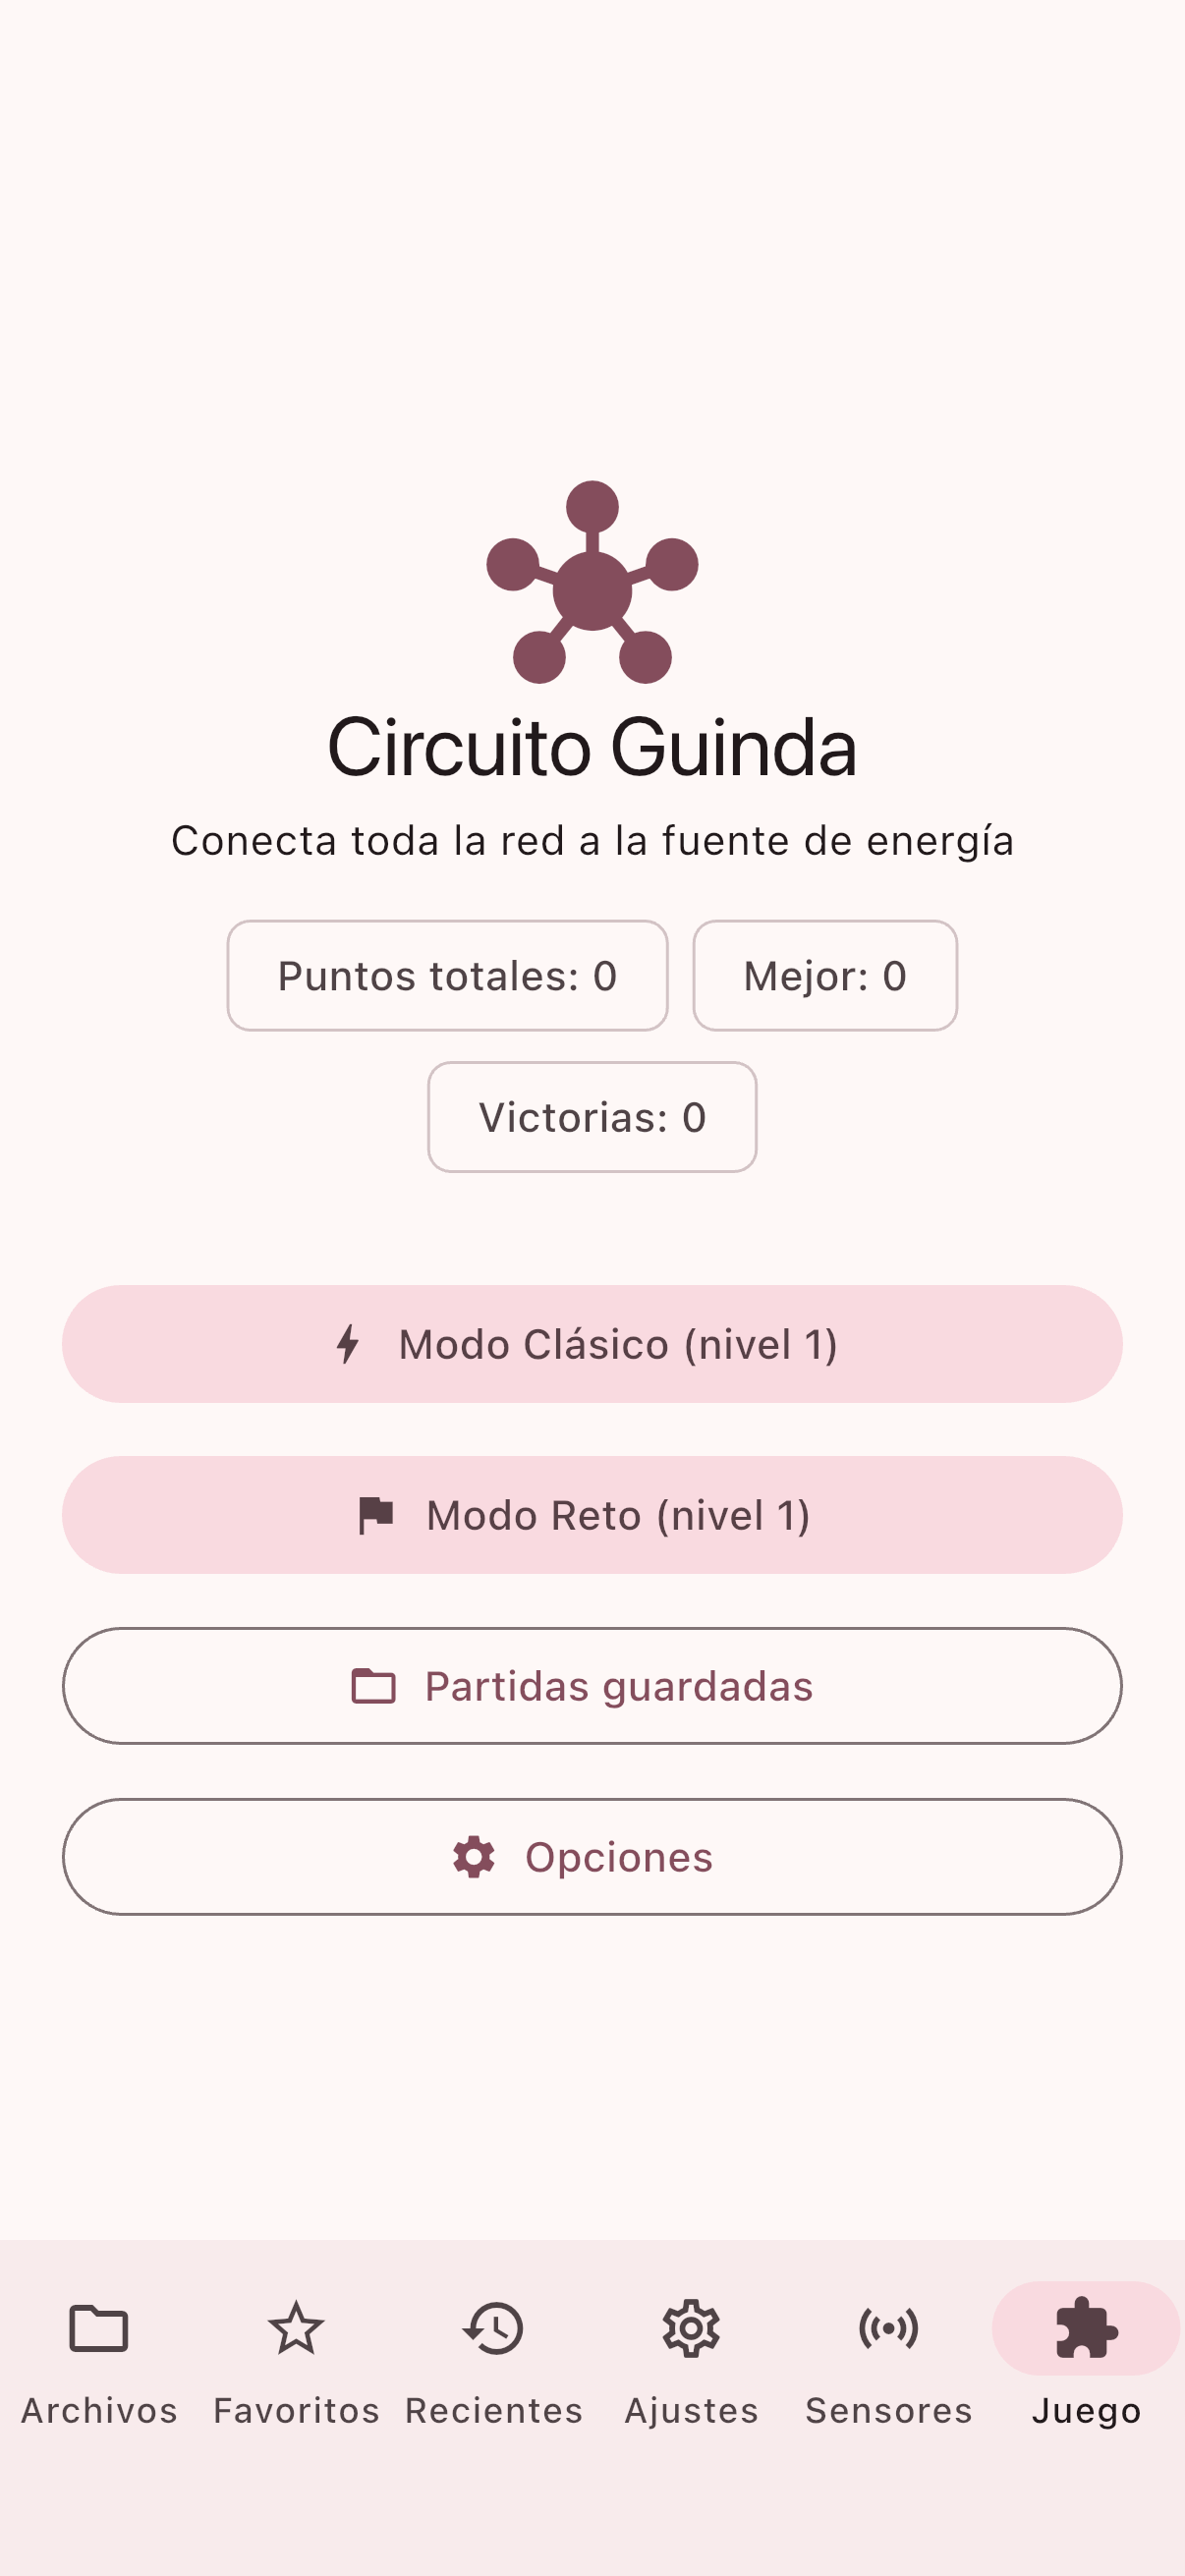 Circuito Guinda
Conecta toda la red a la fuente de energía
Puntos totales: 0 Mejor: 0
Victorias: 0
Modo Clásico (nivel 1)
Modo Reto (nivel 1)
Partidas guardadas
Opciones
Archivos Favoritos Recientes Ajustes Sensores Juego